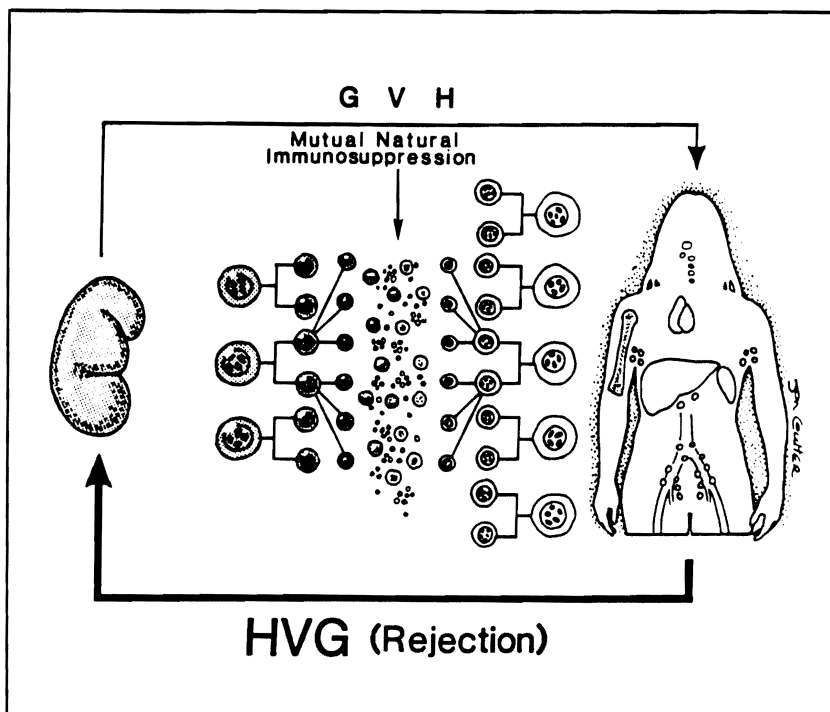 G V H
Mutual Natural
Immunosuppression
HVG (Rejection)